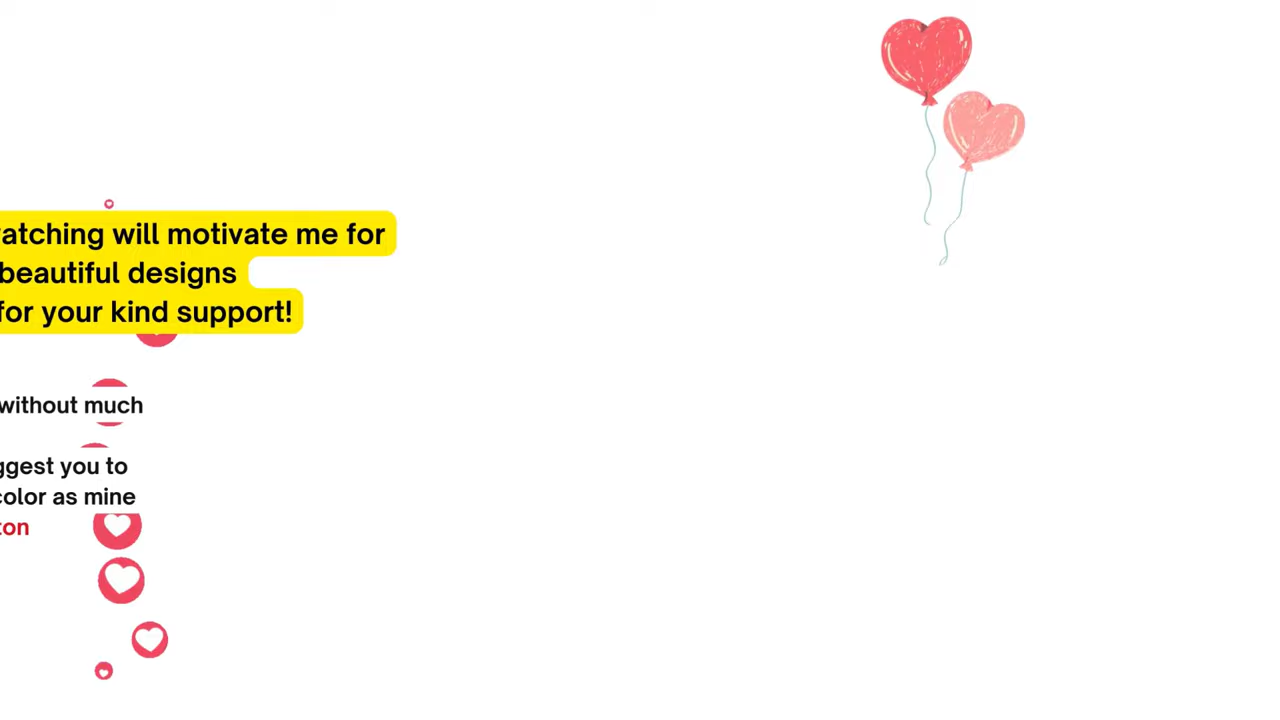 atching will motivate me for
beautiful designs
for your kind support!
without much
ggest you to
color as mine
ton